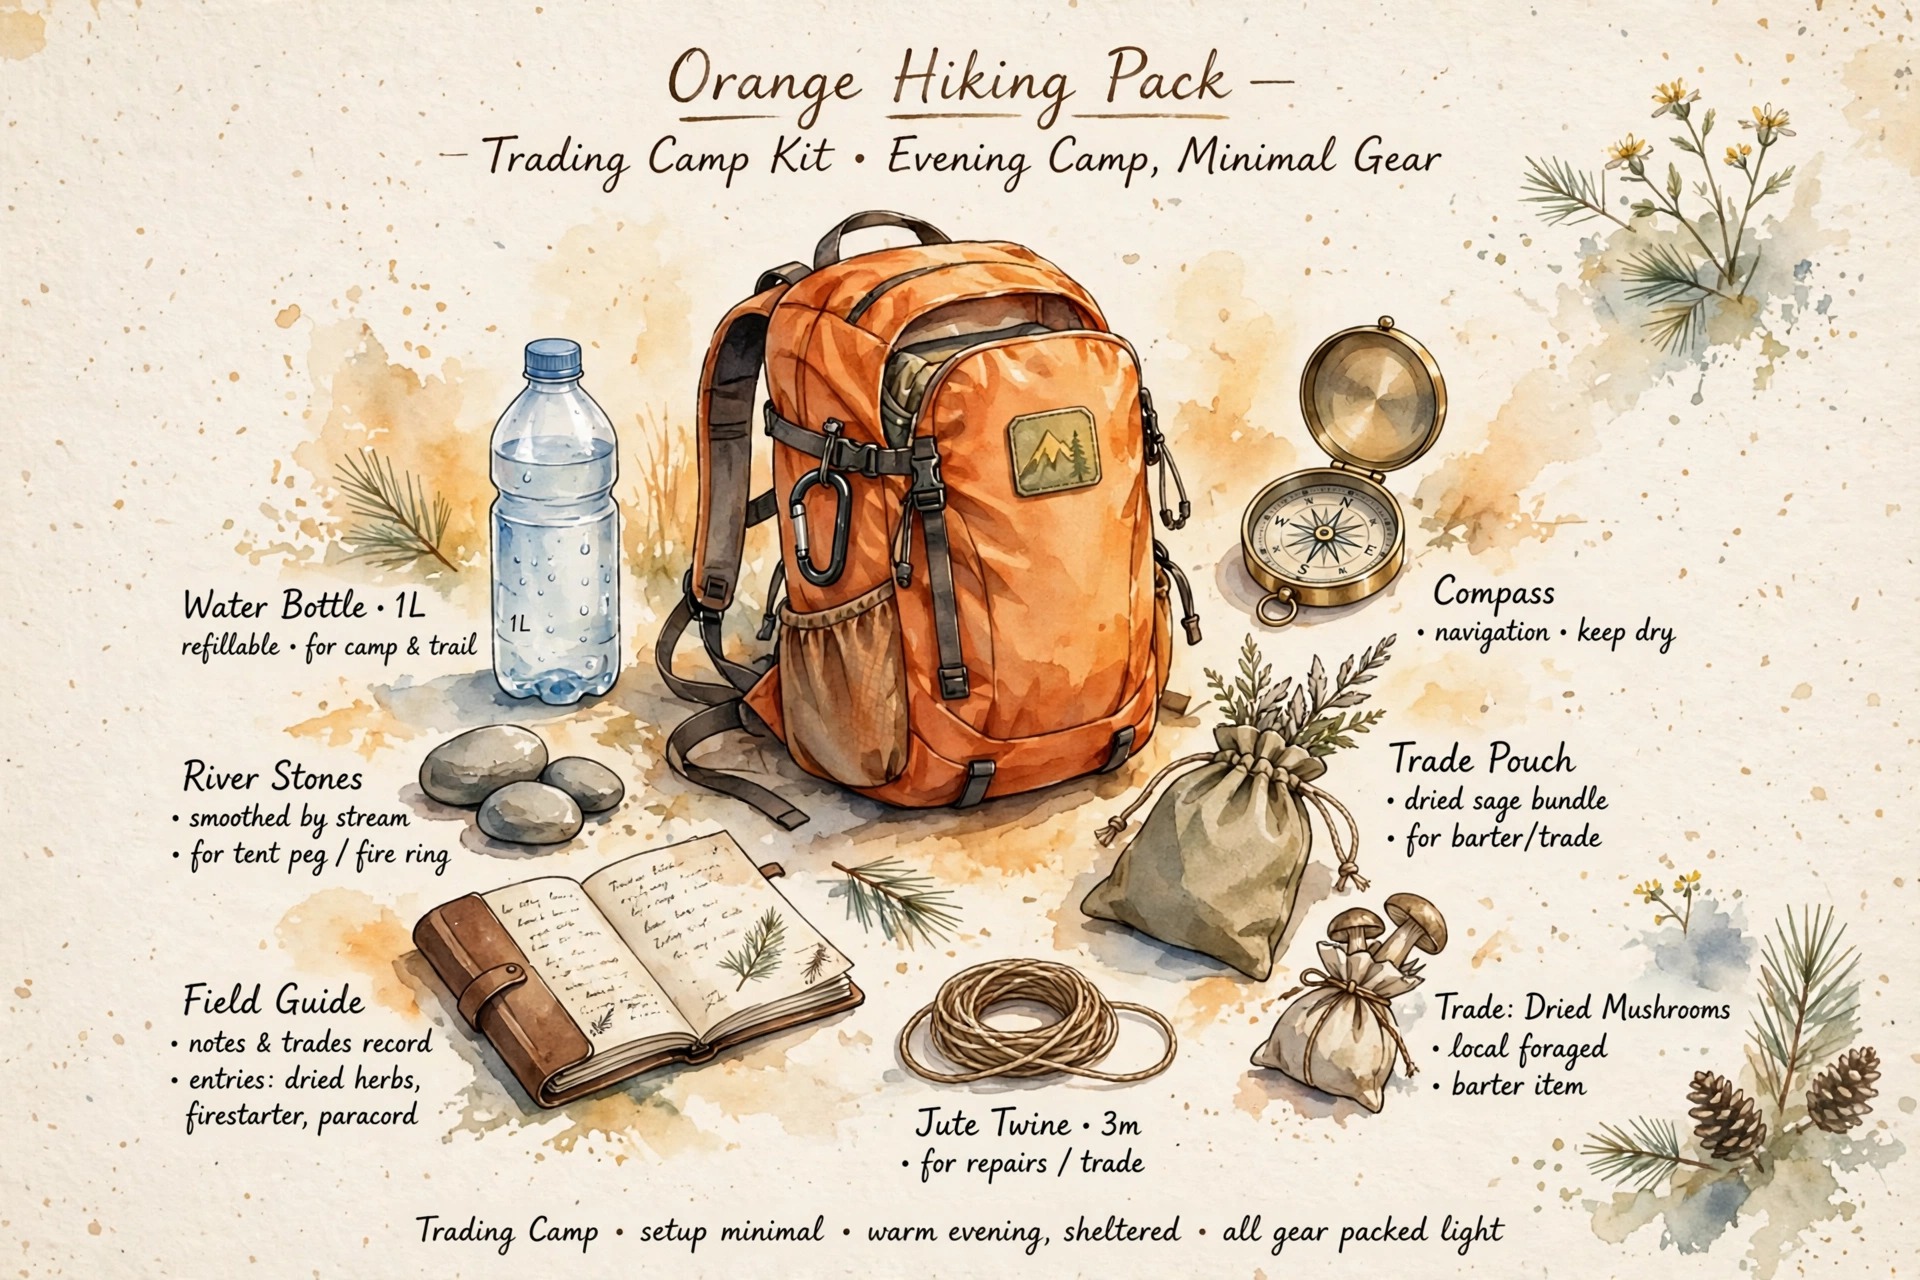 Orange Hiking Pack —
— Trading Camp Kit • Evening Camp, Minimal Gear
Water Bottle • 1L
refillable • for camp & trail
1L
N
E
S
W
Compass
• navigation • keep dry
River Stones
• smoothed by stream
• for tent peg / fire ring
Trade Pouch
• dried sage bundle
• for barter/trade
Field Guide
• notes & trades record
• entries: dried herbs,
firestarter, paracord
Trade: Dried Mushrooms
• local foraged
• barter item
Jute Twine • 3m
• for repairs / trade
Trading Camp • setup minimal • warm evening, sheltered • all gear packed light